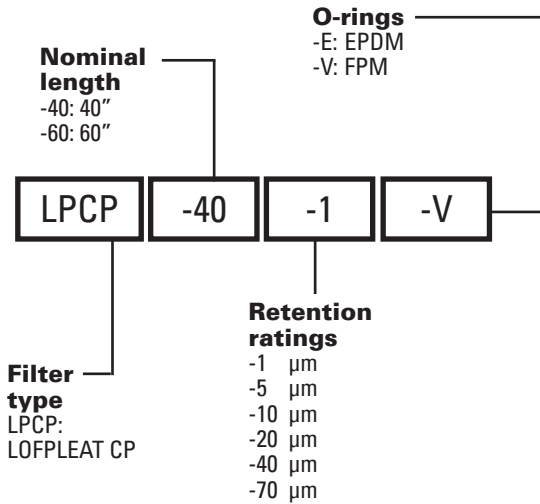 O-rings
-E: EPDM
-V: FPM
Nominal
length
-40: 40”
-60: 60”
LPCP
-40
-1
-V
Retention
ratings
-1 µm
-5 µm
-10 µm
-20 µm
-40 µm
-70 µm
Filter
type
LPCP:
LOFPLEAT CP